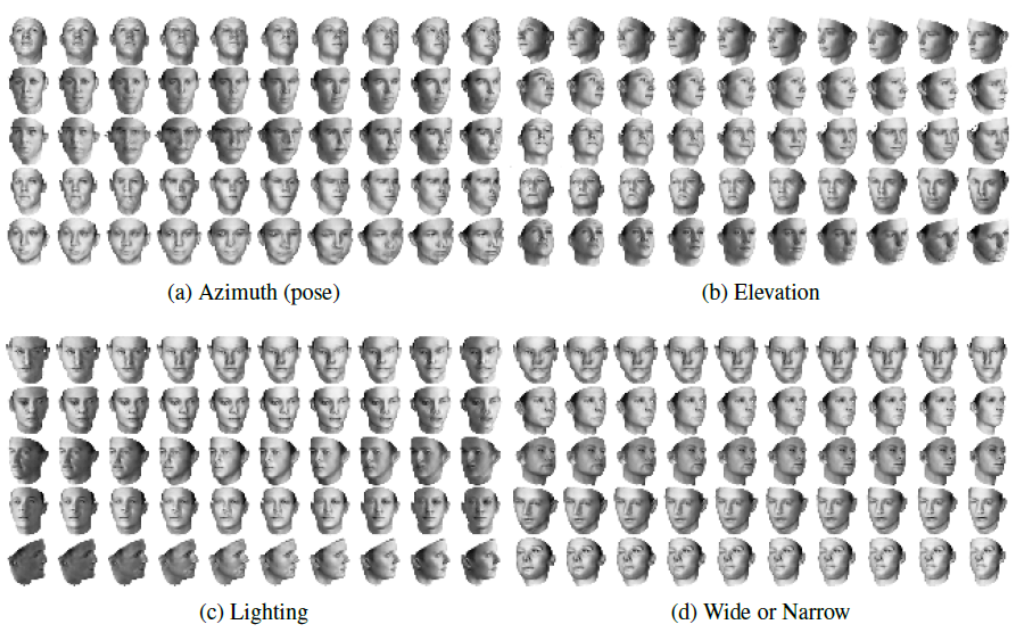 (a) Azimuth (pose)
(b) Elevation
(c) Lighting
(d) Wide or Narrow